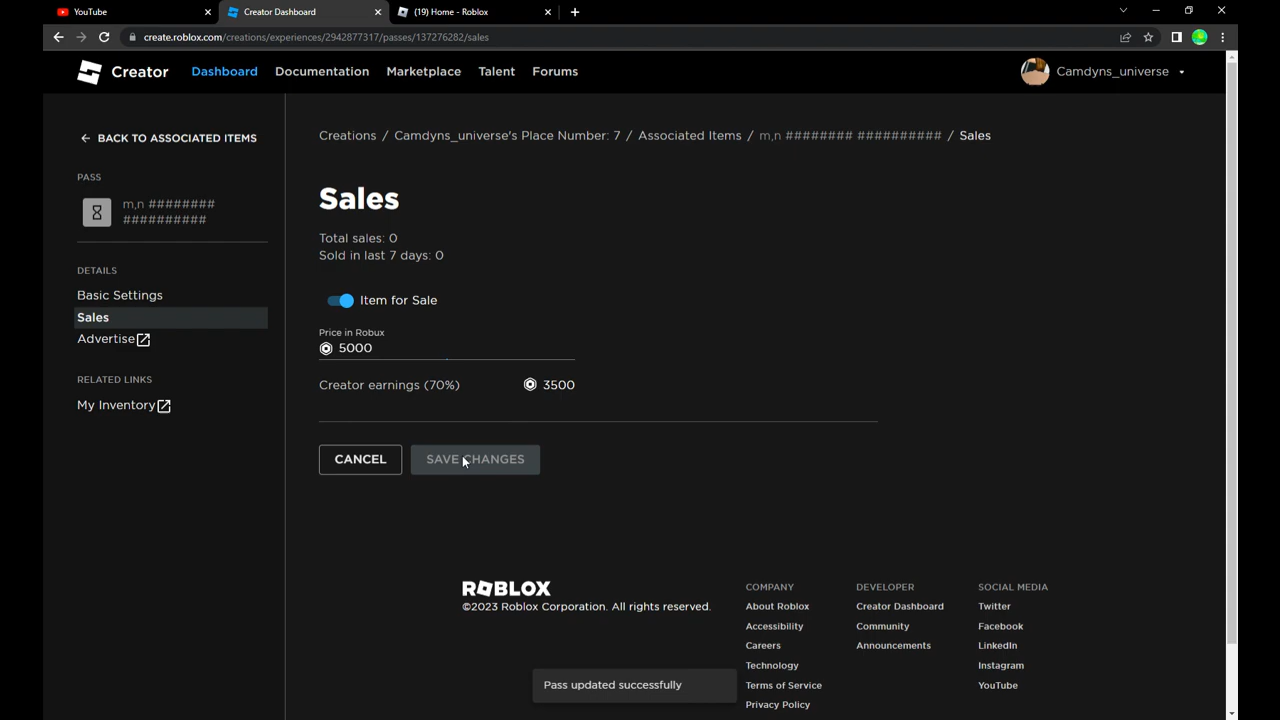 YouTube
Creator Dashboard
(19) Home - Roblox
create.roblox.com/creations/experiences/2942877317/passes/137276282/sales
Creator
Dashboard
Documentation
Marketplace
Talent
Forums
Camdyns_universe
BACK TO ASSOCIATED ITEMS
PASS
m,n ########
##########
DETAILS
Basic Settings
Sales
Advertise
RELATED LINKS
My Inventory
Creations / Camdyns_universe's Place Number: 7 / Associated Items / m,n ######## ########## / Sales
Sales
Total sales: 0
Sold in last 7 days: 0
Item for Sale
Price in Robux
5000
Creator earnings (70%) 3500
CANCEL
SAVE CHANGES
ROBLOX
©2023 Roblox Corporation. All rights reserved.
COMPANY
About Roblox
Accessibility
Careers
Technology
Terms of Service
Privacy Policy
DEVELOPER
Creator Dashboard
Community
Announcements
SOCIAL MEDIA
Twitter
Facebook
LinkedIn
Instagram
YouTube
Pass updated successfully